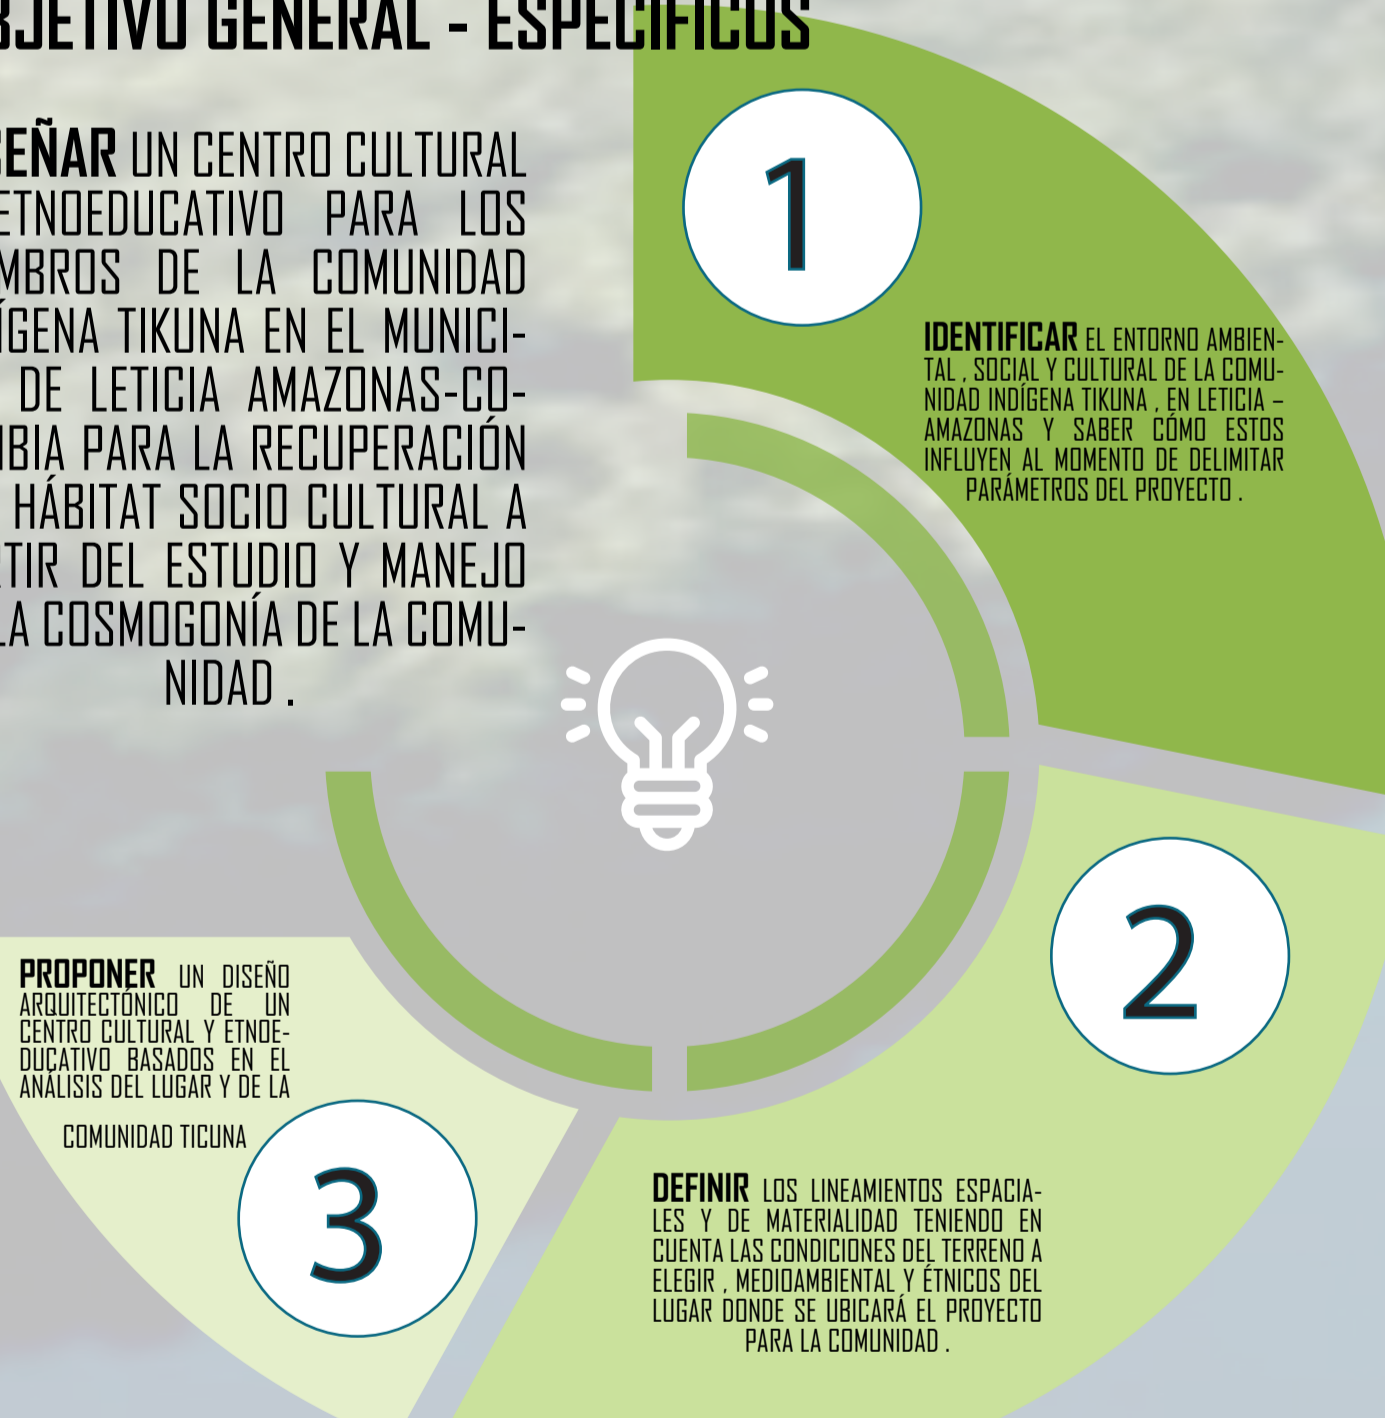 BJETIVO GENERAL - ESPECÍFICOS
SEÑAR UN CENTRO CULTURAL
ETNOEDUCATIVO PARA LOS
MBROS DE LA COMUNIDAD
ÍGENA TIKUNA EN EL MUNICI-
DE LETICIA AMAZONAS-CO-
MBIA PARA LA RECUPERACIÓN
HÁBITAT SOCIO CULTURAL A
RTIR DEL ESTUDIO Y MANEJO
LA COSMOGONÍA DE LA COMU-
NIDAD .
1
IDENTIFICAR EL ENTORNO AMBIEN-
TAL , SOCIAL Y CULTURAL DE LA COMU-
NIDAD INDÍGENA TIKUNA , EN LETICIA –
AMAZONAS Y SABER CÓMO ESTOS
INFLUYEN AL MOMENTO DE DELIMITAR
PARÁMETROS DEL PROYECTO .
2
DEFINIR LOS LINEAMIENTOS ESPACIA-
LES Y DE MATERIALIDAD TENIENDO EN
CUENTA LAS CONDICIONES DEL TERRENO A
ELEGIR , MEDIOAMBIENTAL Y ÉTNICOS DEL
LUGAR DONDE SE UBICARÁ EL PROYECTO
PARA LA COMUNIDAD .
PROPONER UN DISEÑO
ARQUITECTÓNICO DE UN
CENTRO CULTURAL Y ETNOE-
DUCATIVO BASADOS EN EL
ANÁLISIS DEL LUGAR Y DE LA
COMUNIDAD TICUNA
3